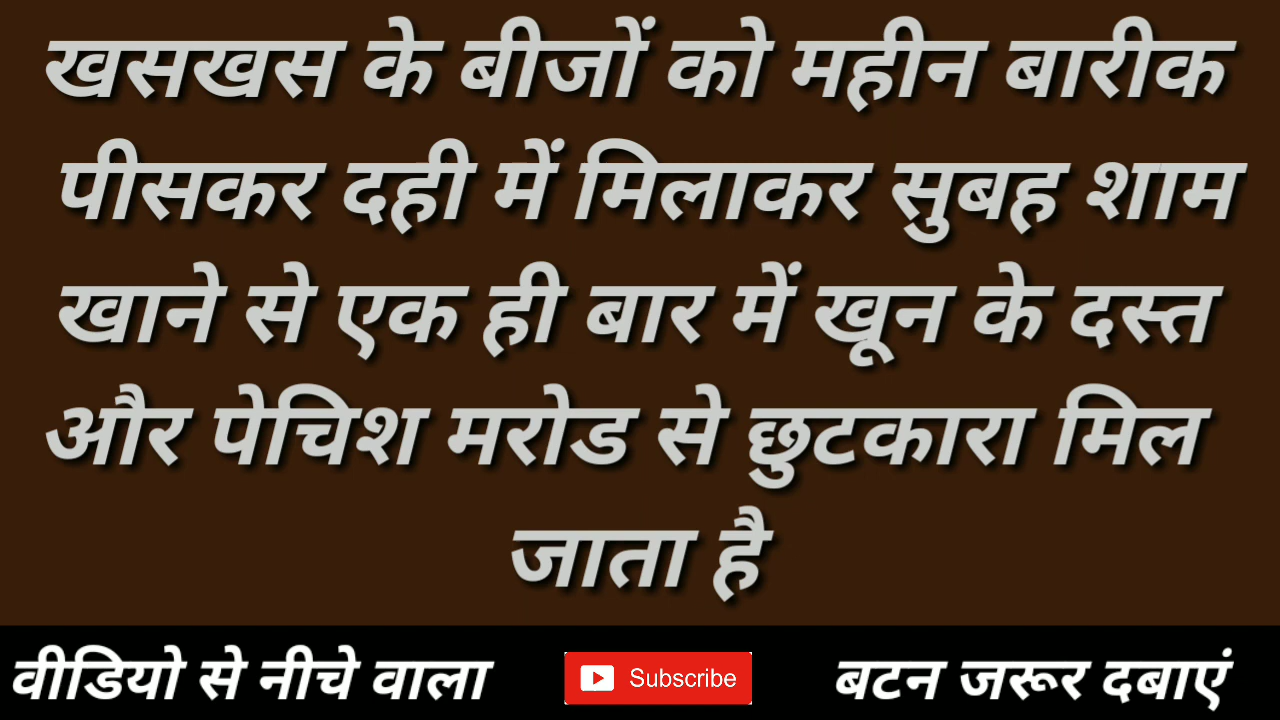 खसखस के बीजों को महीन बारीक
पीसकर दही में मिलाकर सुबह शाम
खाने से एक ही बार में खून के दस्त
और पेचिश मरोड से छुटकारा मिल
जाता है
वीडियो से नीचे वाला Subscribe बटन जरूर दबाएं